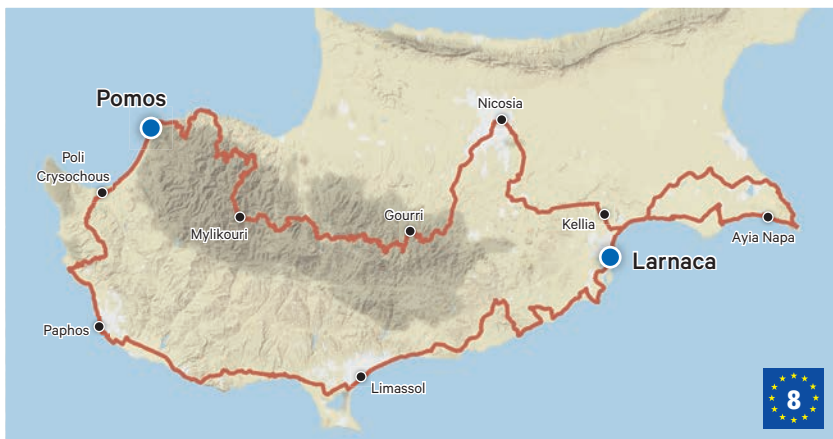 Pomos
Nicosia
Poli
Crysochous
Mylikouri
Gourri
Kellia
Ayia Napa
Larnaca
Paphos
Limassol
8